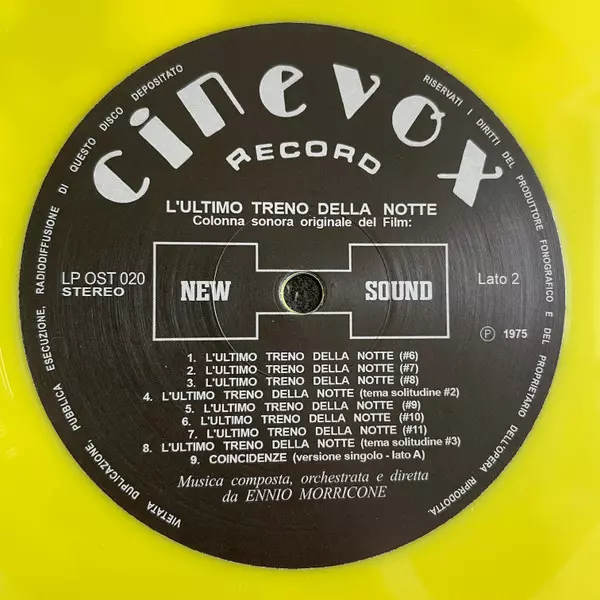 cinevox
RECORD
L'ULTIMO TRENO DELLA NOTTE
Colonna sonora originale del Film:
LP OST 020
STEREO
NEW
SOUND
Lato 2
Ⓟ 1975
1. L'ULTIMO TRENO DELLA NOTTE (#6)
2. L'ULTIMO TRENO DELLA NOTTE (#7)
3. L'ULTIMO TRENO DELLA NOTTE (#8)
4. L'ULTIMO TRENO DELLA NOTTE (tema solitudine #2)
5. L'ULTIMO TRENO DELLA NOTTE (#9)
6. L'ULTIMO TRENO DELLA NOTTE (#10)
7. L'ULTIMO TRENO DELLA NOTTE (#11)
8. L'ULTIMO TRENO DELLA NOTTE (tema solitudine #3)
9. COINCIDENZE (versione singolo - lato A)
Musica composta, orchestrata e diretta
da ENNIO MORRICONE
VIETATA DUPLICAZIONE, PUBBLICA ESECUZIONE, RADIODIFFUSIONE DI QUESTO DISCO DEPOSITATO
RISERVATI I DIRITTI DEL PRODUTTORE FONOGRAFICO E DEL PROPRIETARIO DELL'OPERA RIPRODOTTA.